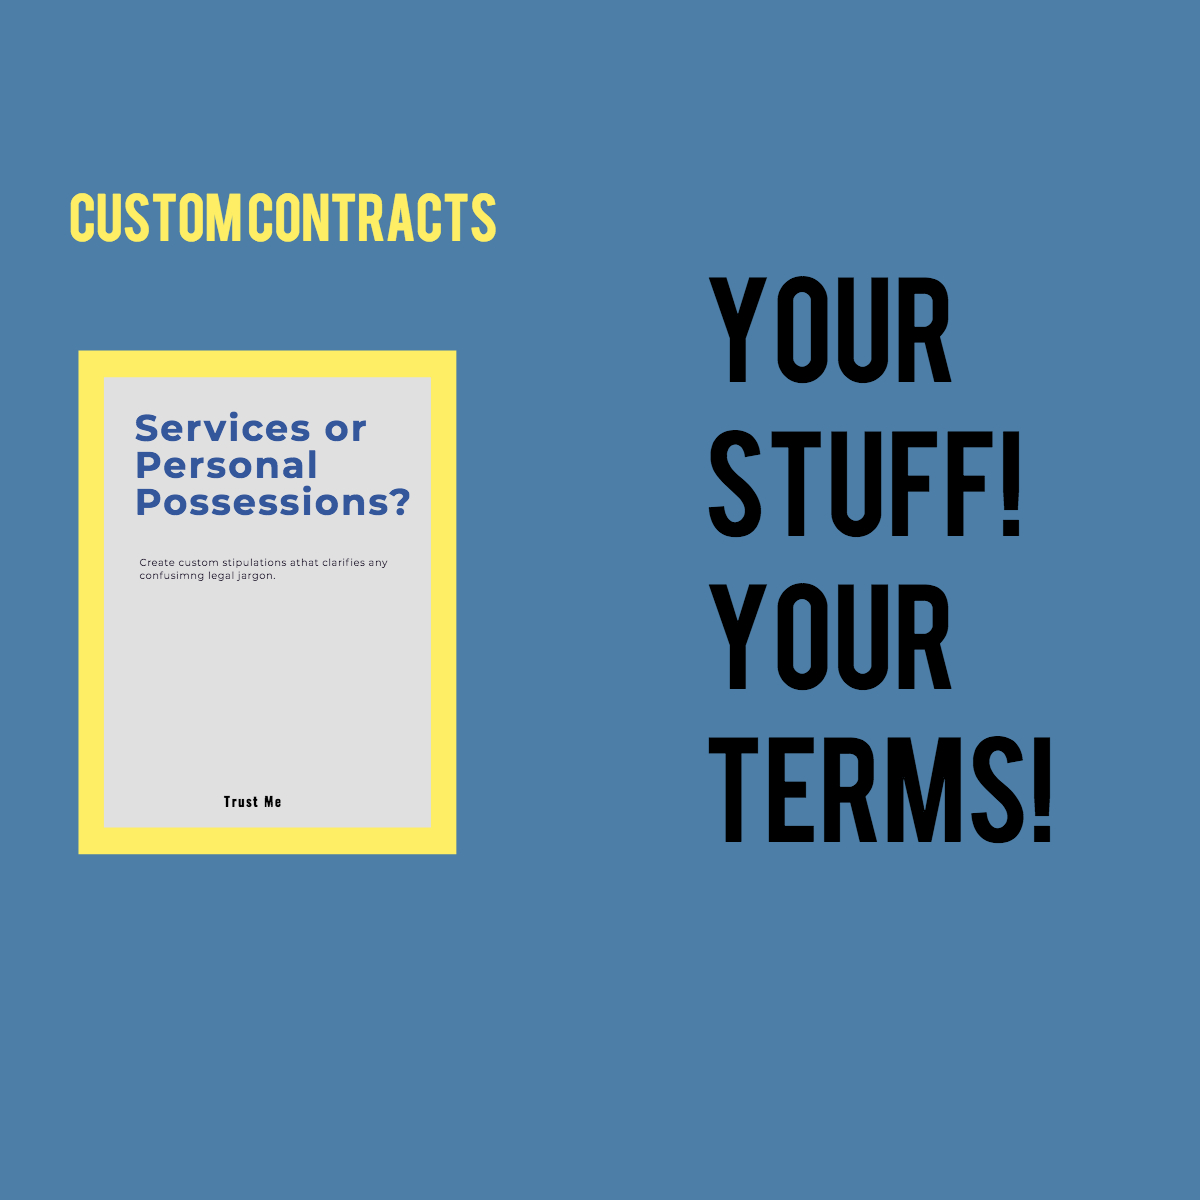 CUSTOM CONTRACTS
Services or
Personal
Possessions?
Create custom stipulations athat clarifies any
confusimng legal jargon.
Trust Me
YOUR
STUFF!
YOUR
TERMS!